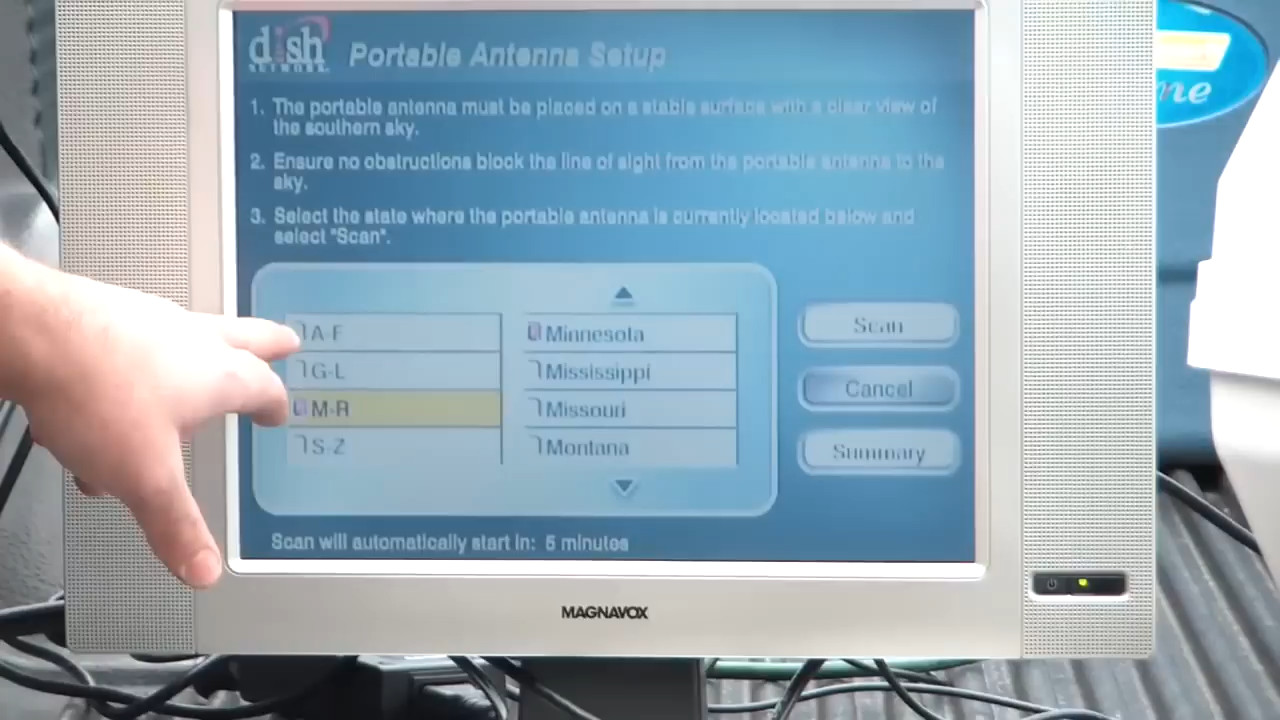 dish
NETWORK
Portable Antenna Setup
1. The portable antenna must be placed on a stable surface with a clear view of
the southern sky.
2. Ensure no obstructions block the line of sight from the portable antenna to the
sky.
3. Select the state where the portable antenna is currently located below and
select "Scan".
A-F
G-L
M-R
S-Z
Minnesota
Mississippi
Missouri
Montana
Scan
Cancel
Summary
Scan will automatically start in: 5 minutes
MAGNAVOX
me